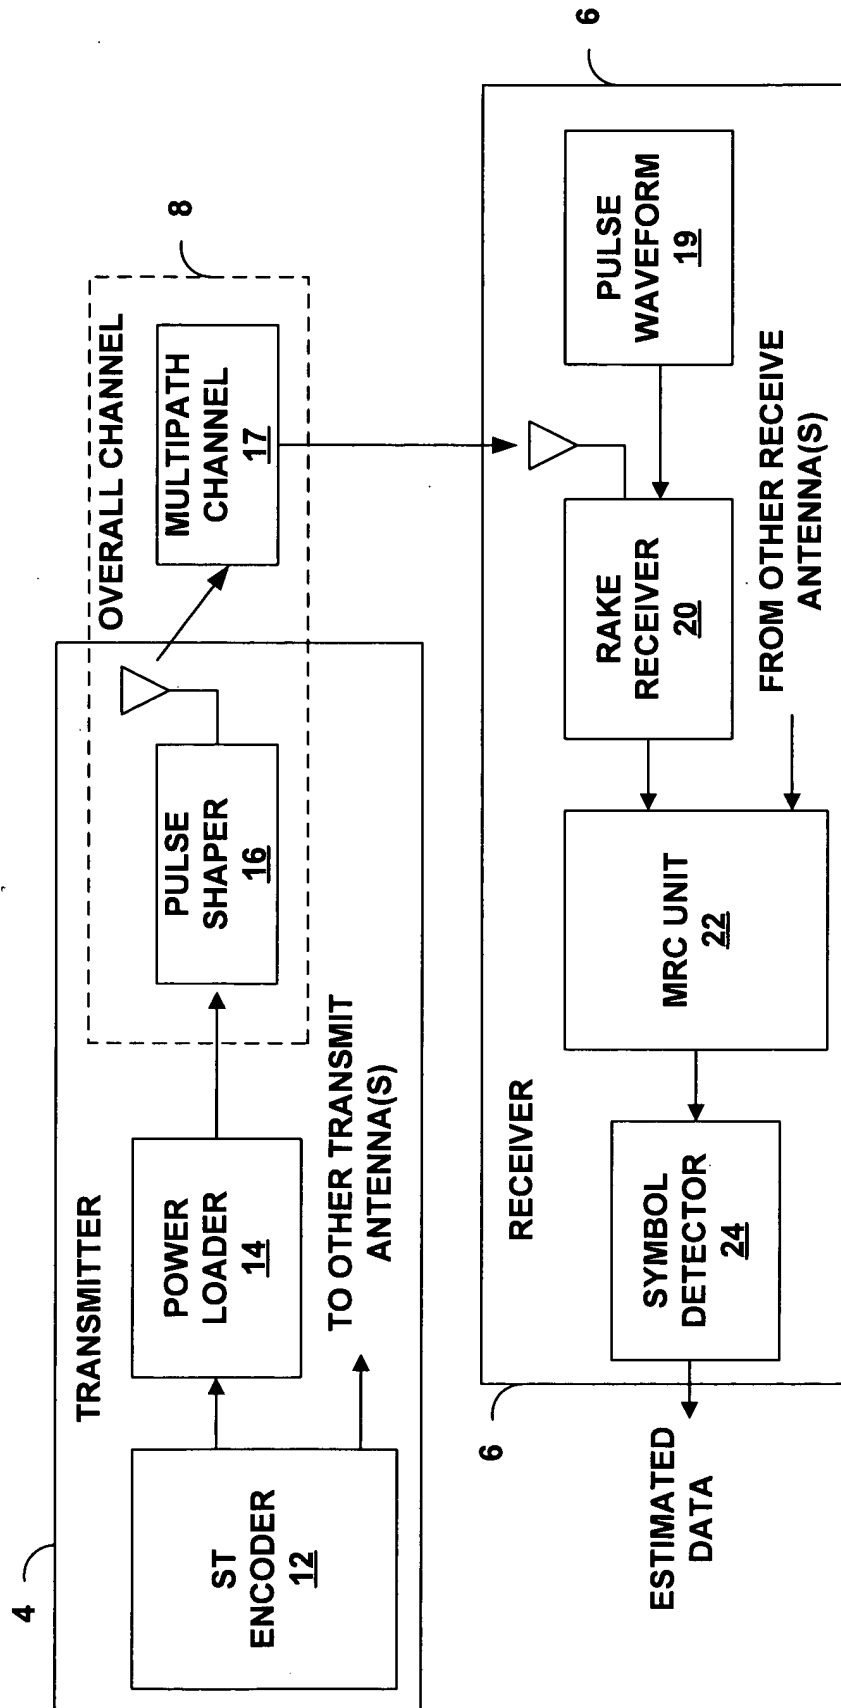 4
TRANSMITTER
ST
ENCODER
12
POWER
LOADER
14
TO OTHER TRANSMIT
ANTENNA(S)
OVERALL CHANNEL
8
PULSE
SHAPER
16
MULTIPATH
CHANNEL
17
6
RECEIVER
6
PULSE
WAVEFORM
19
RAKE
RECEIVER
20
FROM OTHER RECEIVE
ANTENNA(S)
MRC UNIT
22
SYMBOL
DETECTOR
24
ESTIMATED
DATA